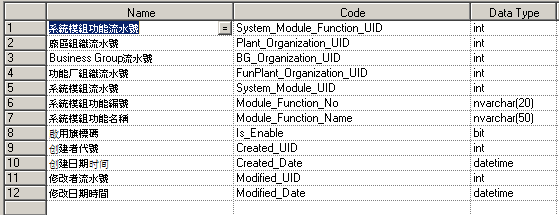 Name Code Data Type
1 系統模組功能流水號 = System_Module_Function_UID int
2 廠區組織流水號 Plant_Organization_UID int
3 Business Group流水號 BG_Organization_UID int
4 功能厂組織流水號 FunPlant_Organization_UID int
5 系統模組流水號 System_Module_UID int
6 系統模組功能編號 Module_Function_No nvarchar(20)
7 系統模組功能名稱 Module_Function_Name nvarchar(50)
8 啟用旗標碼 Is_Enable bit
9 创建者代號 Created_UID int
10 创建日期时间 Created_Date datetime
11 修改者流水號 Modified_UID int
12 修改日期時間 Modified_Date datetime